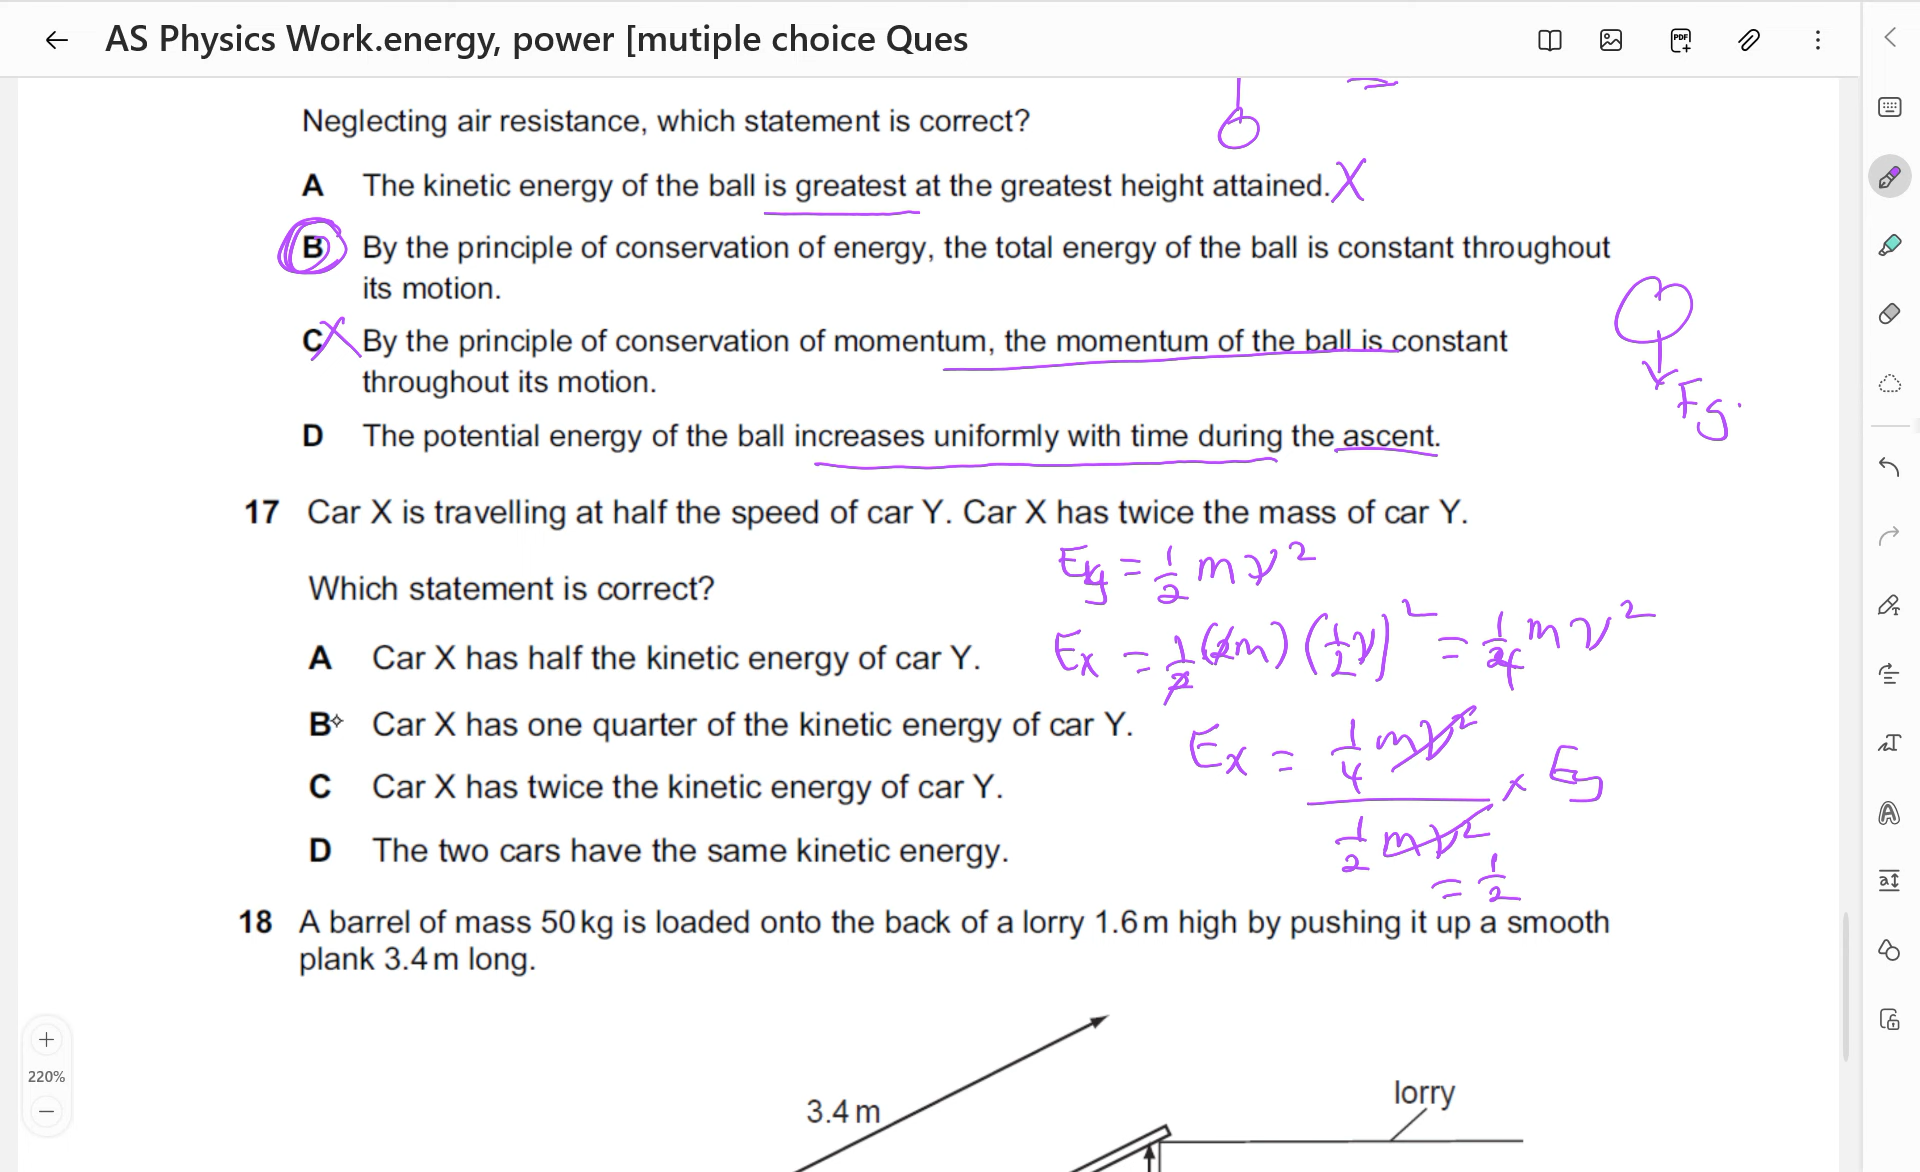 AS Physics Work.energy, power [mutiple choice Ques
PDF
Neglecting air resistance, which statement is correct?
A The kinetic energy of the ball is greatest at the greatest height attained. X
B By the principle of conservation of energy, the total energy of the ball is constant throughout
its motion.
C X By the principle of conservation of momentum, the momentum of the ball is constant
throughout its motion.
Fg
D The potential energy of the ball increases uniformly with time during the ascent.
17 Car X is travelling at half the speed of car Y. Car X has twice the mass of car Y.
Ey = 1/2 mv²
Which statement is correct?
A Car X has half the kinetic energy of car Y.
Ex = 1/2 (2m) (1/2 v)² = 1/4 mv²
B Car X has one quarter of the kinetic energy of car Y.
C Car X has twice the kinetic energy of car Y.
Ex = 1/4 mv² / 1/2 mv² × Ey
D The two cars have the same kinetic energy.
= 1/2
18 A barrel of mass 50 kg is loaded onto the back of a lorry 1.6 m high by pushing it up a smooth
plank 3.4 m long.
220%
3.4 m
lorry